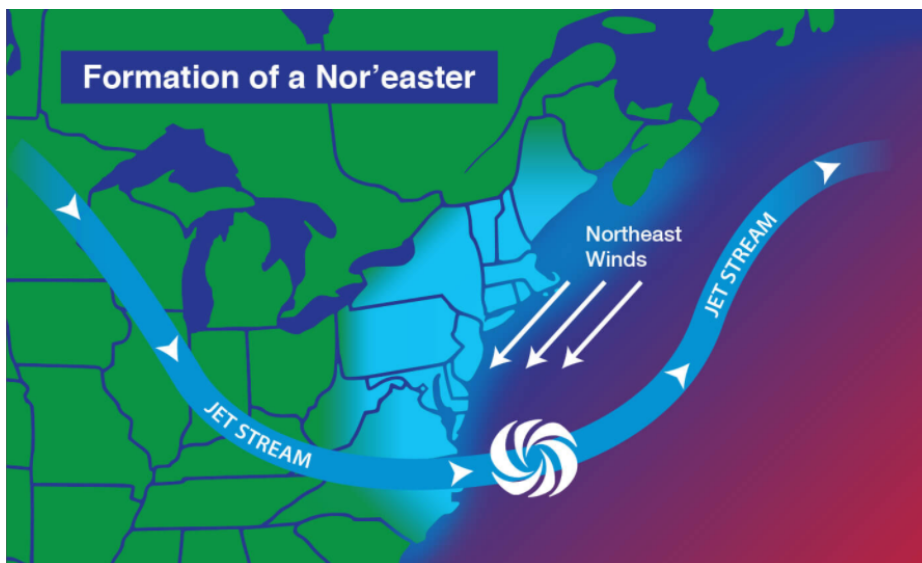 Formation of a Nor'easter
Northeast
Winds
JET STREAM
JET STREAM